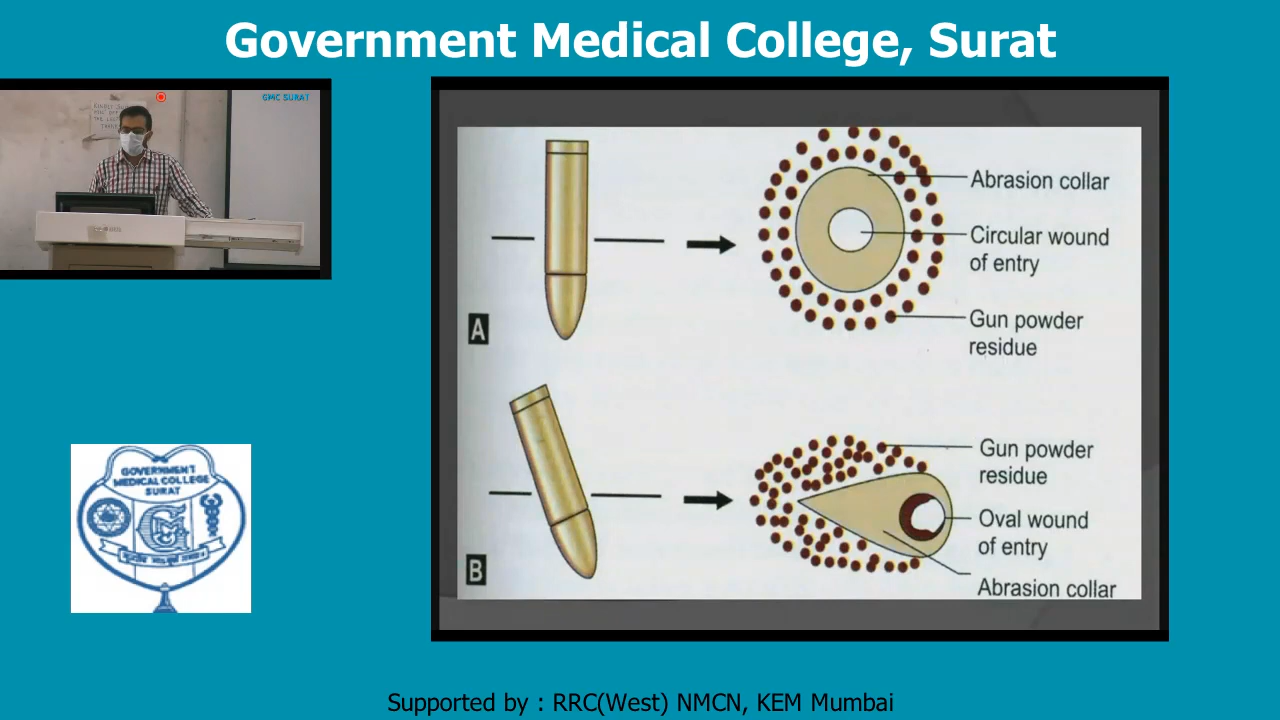 Government Medical College, Surat
GMC SURAT
A
Abrasion collar
Circular wound
of entry
Gun powder
residue
B
Gun powder
residue
Oval wound
of entry
Abrasion collar
GOVERNMENT
MEDICAL COLLEGE
SURAT
Supported by : RRC(West) NMCN, KEM Mumbai